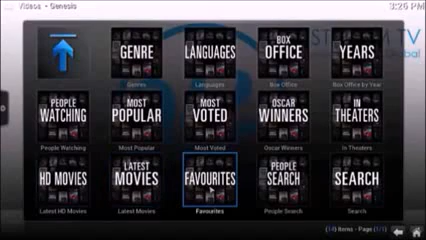 Videos - Genesis
3:26 PM
GENRE
LANGUAGES
BOX
OFFICE
YEARS
TV
Genres
Languages
Box Office
Box Office by Year
PEOPLE
WATCHING
MOST
POPULAR
MOST
VOTED
OSCAR
WINNERS
IN
THEATERS
People Watching
Most Popular
Most Voted
Oscar Winners
In Theaters
HD MOVIES
LATEST
MOVIES
FAVOURITES
PEOPLE
SEARCH
SEARCH
Latest HD Movies
Latest Movies
Favourites
People Search
Search
(14) Items - Page (1/1)